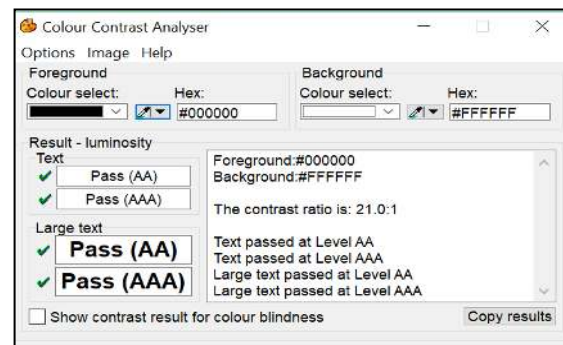 Colour Contrast Analyser
Options Image Help
Foreground
Colour select: Hex:
#000000
Background
Colour select: Hex:
#FFFFFF
Result - luminosity
Text
Pass (AA)
Pass (AAA)
Large text
Pass (AA)
Pass (AAA)
Foreground:#000000
Background:#FFFFFF
The contrast ratio is: 21.0:1
Text passed at Level AA
Text passed at Level AAA
Large text passed at Level AA
Large text passed at Level AAA
Show contrast result for colour blindness
Copy results